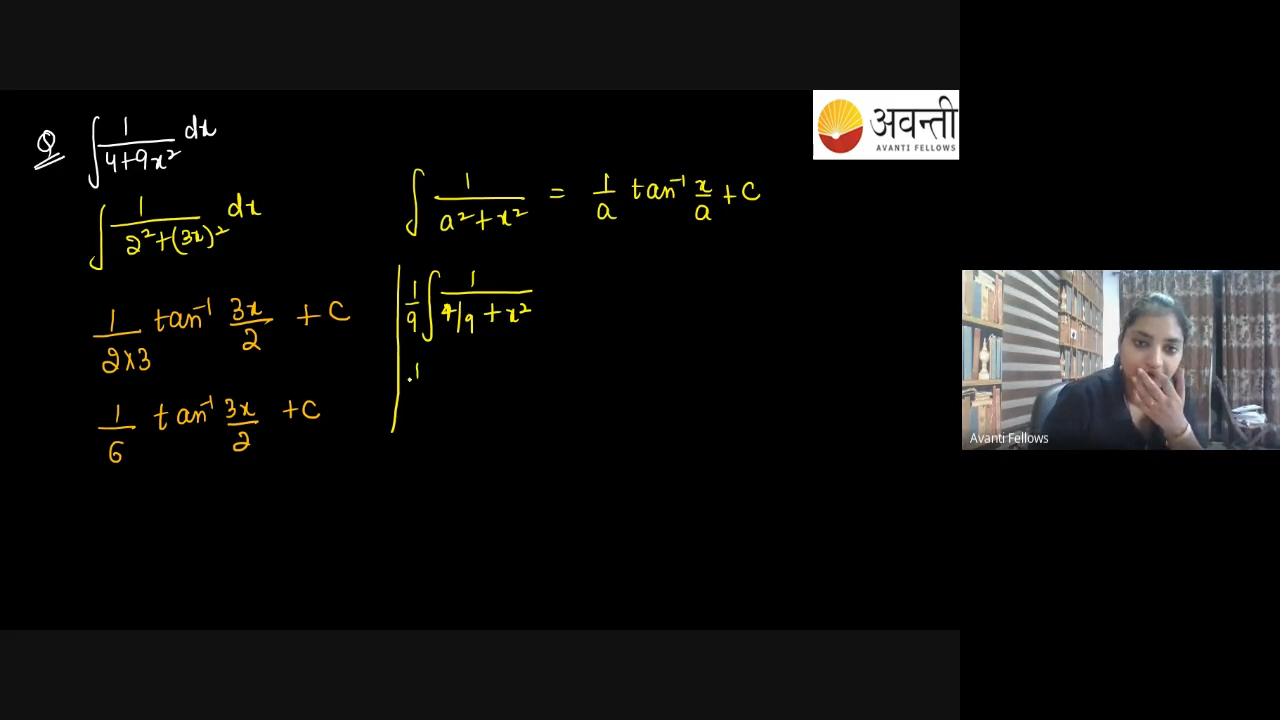 Q ∫ 1/(4+9x²) dx
∫ 1/(2²+(3x)²) dx
1/(2×3) tan⁻¹ 3x/2 + C
1/6 tan⁻¹ 3x/2 + C
∫ 1/(a²+x²) = 1/a tan⁻¹ x/a + C
1/9 ∫ 1/(4/9 + x²)
अवन्ती
AVANTI FELLOWS
Avanti Fellows